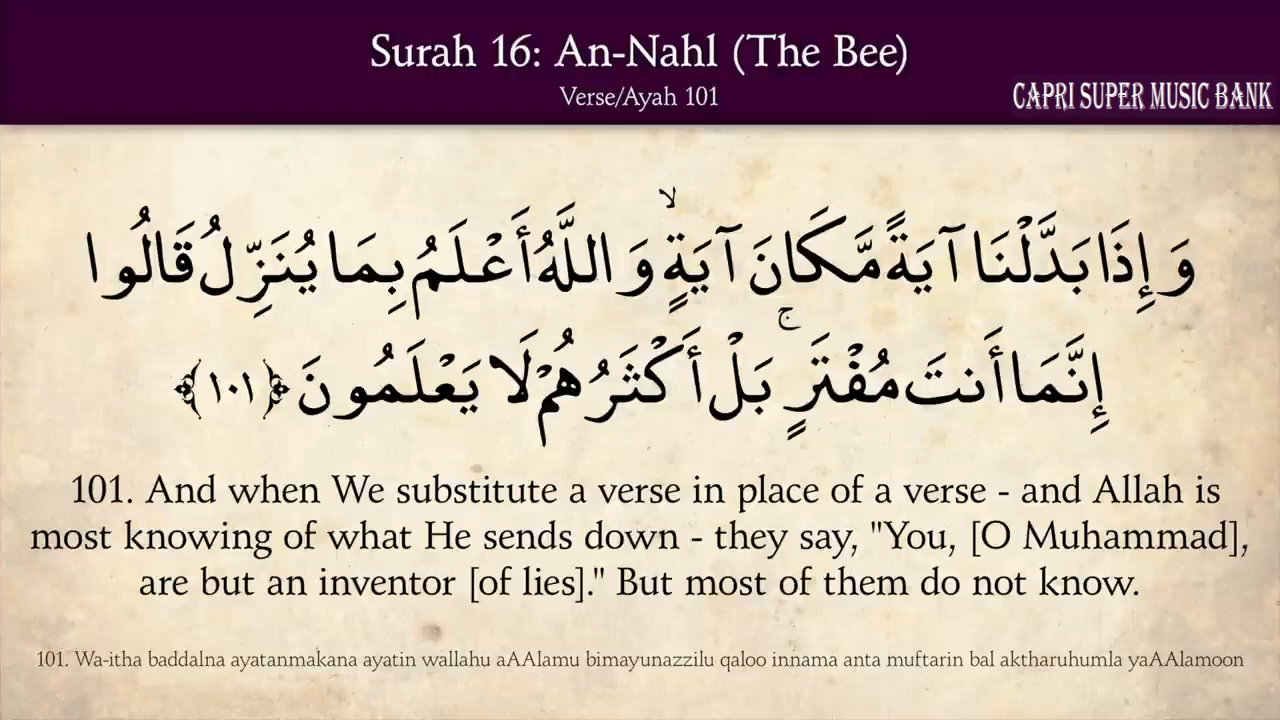 Surah 16: An-Nahl (The Bee)
Verse/Ayah 101
CAPRI SUPER MUSIC BANK
وَإِذَا بَدَّلْنَا آيَةً مَّكَانَ آيَةٍ ۙ وَاللَّهُ أَعْلَمُ بِمَا يُنَزِّلُ قَالُوا
إِنَّمَا أَنتَ مُفْتَرٍ ۚ بَلْ أَكْثَرُهُمْ لَا يَعْلَمُونَ ﴿١٠١﴾
101. And when We substitute a verse in place of a verse - and Allah is
most knowing of what He sends down - they say, "You, [O Muhammad],
are but an inventor [of lies]." But most of them do not know.
101. Wa-itha baddalna ayatanmakana ayatin wallahu aAAlamu bimayunazzilu qaloo innama anta muftarin bal aktharuhumla yaAAlamoon